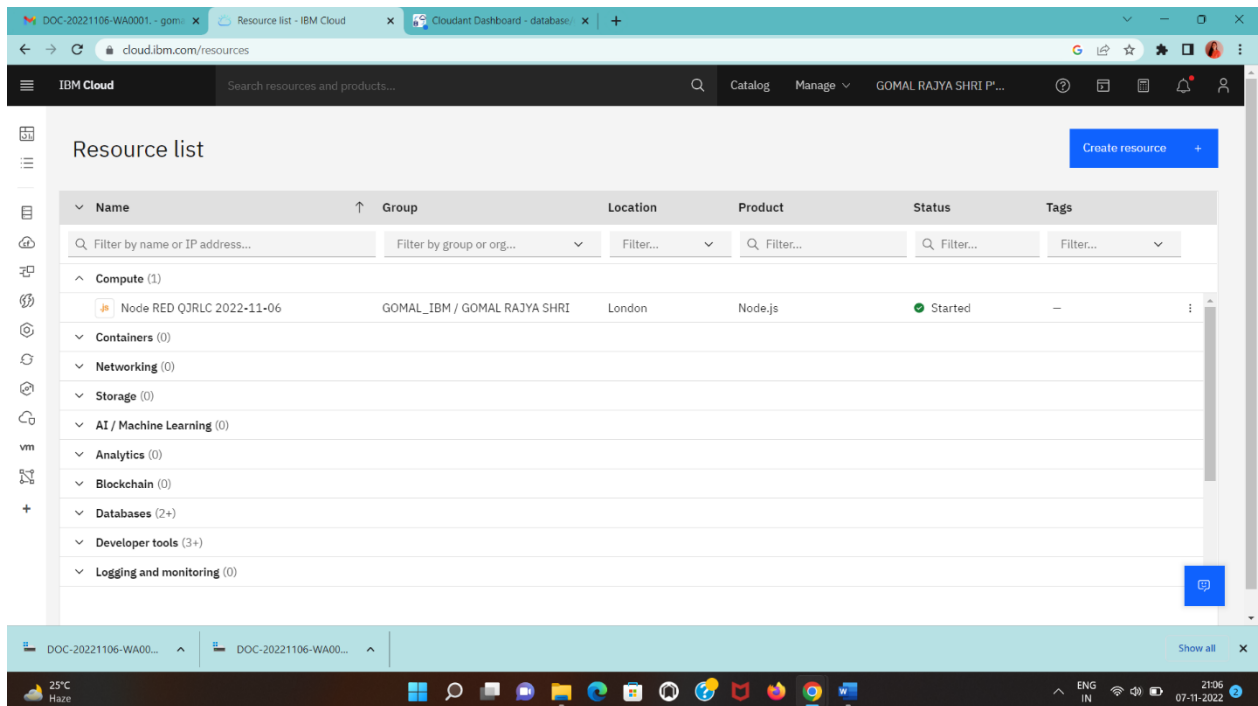 DOC-20221106-WA0001. - goma Resource list - IBM Cloud Cloudant Dashboard - database/
cloud.ibm.com/resources
IBM Cloud Search resources and products... Catalog Manage GOMAL RAJYA SHRI P'...
Resource list
Create resource +
Name Group Location Product Status Tags
Filter by name or IP address... Filter by group or org... Filter... Filter... Filter... Filter...
Compute (1)
JS Node RED QJRLC 2022-11-06 GOMAL_IBM / GOMAL RAJYA SHRI London Node.js Started –
Containers (0)
Networking (0)
Storage (0)
AI / Machine Learning (0)
vm
Analytics (0)
Blockchain (0)
Databases (2+)
Developer tools (3+)
Logging and monitoring (0)
DOC-20221106-WA00... DOC-20221106-WA00... Show all
25°C
Haze
ENG
IN
21:06
07-11-2022
2